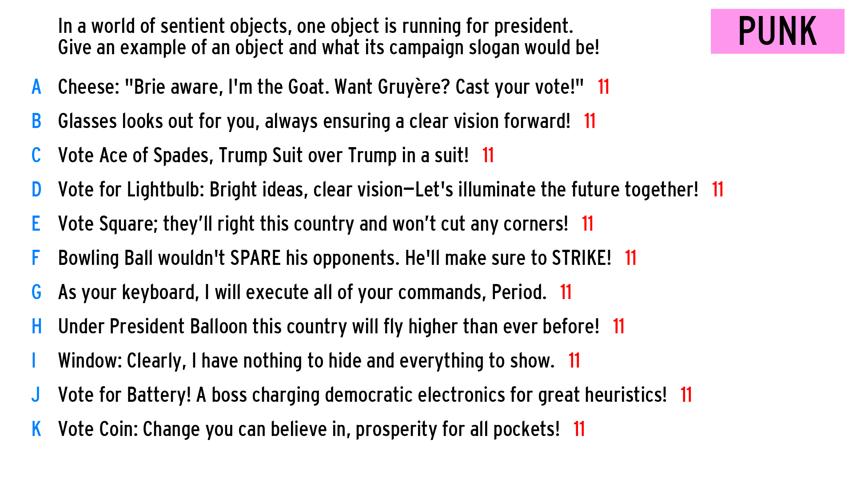 In a world of sentient objects, one object is running for president.
Give an example of an object and what its campaign slogan would be!
PUNK
A Cheese: "Brie aware, I'm the Goat. Want Gruyère? Cast your vote!" 11
B Glasses looks out for you, always ensuring a clear vision forward! 11
C Vote Ace of Spades, Trump Suit over Trump in a suit! 11
D Vote for Lightbulb: Bright ideas, clear vision—Let's illuminate the future together! 11
E Vote Square; they’ll right this country and won’t cut any corners! 11
F Bowling Ball wouldn't SPARE his opponents. He'll make sure to STRIKE! 11
G As your keyboard, I will execute all of your commands, Period. 11
H Under President Balloon this country will fly higher than ever before! 11
I Window: Clearly, I have nothing to hide and everything to show. 11
J Vote for Battery! A boss charging democratic electronics for great heuristics! 11
K Vote Coin: Change you can believe in, prosperity for all pockets! 11